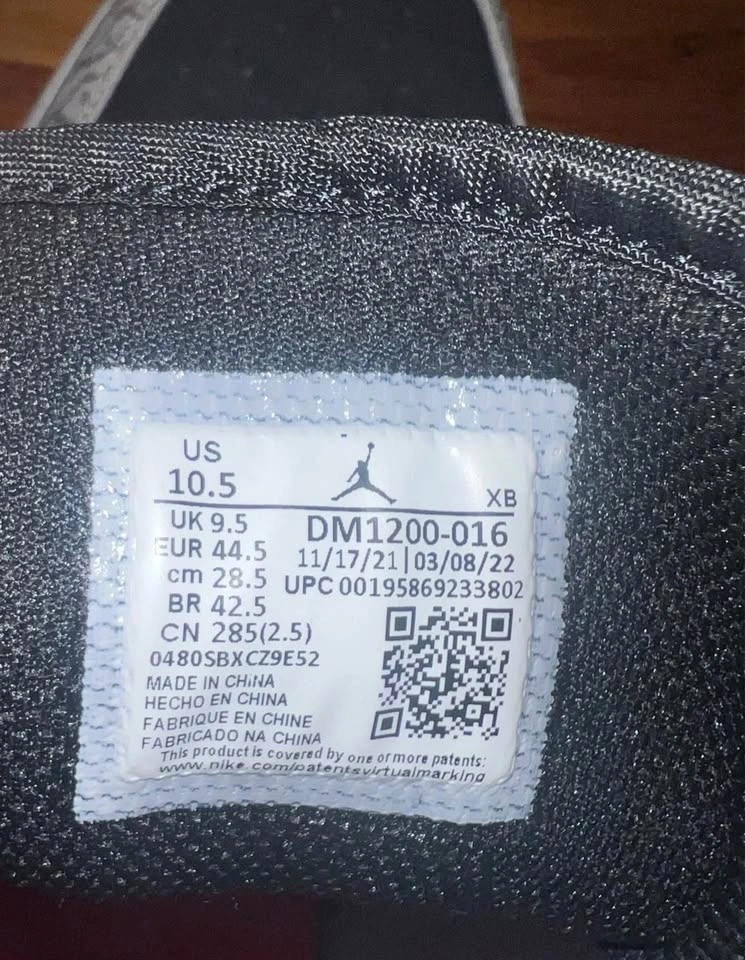 US
10.5
XB
UK 9.5
DM1200-016
EUR 44.5
11/17/21|03/08/22
cm 28.5
UPC 00195869233802
BR 42.5
CN 285(2.5)
0480SBXCZ9E52
MADE IN CHINA
HECHO EN CHINA
FABRIQUE EN CHINE
FABRICADO NA CHINA
This product is covered by one or more patents:
www.nike.com/patentsvirtualmarking